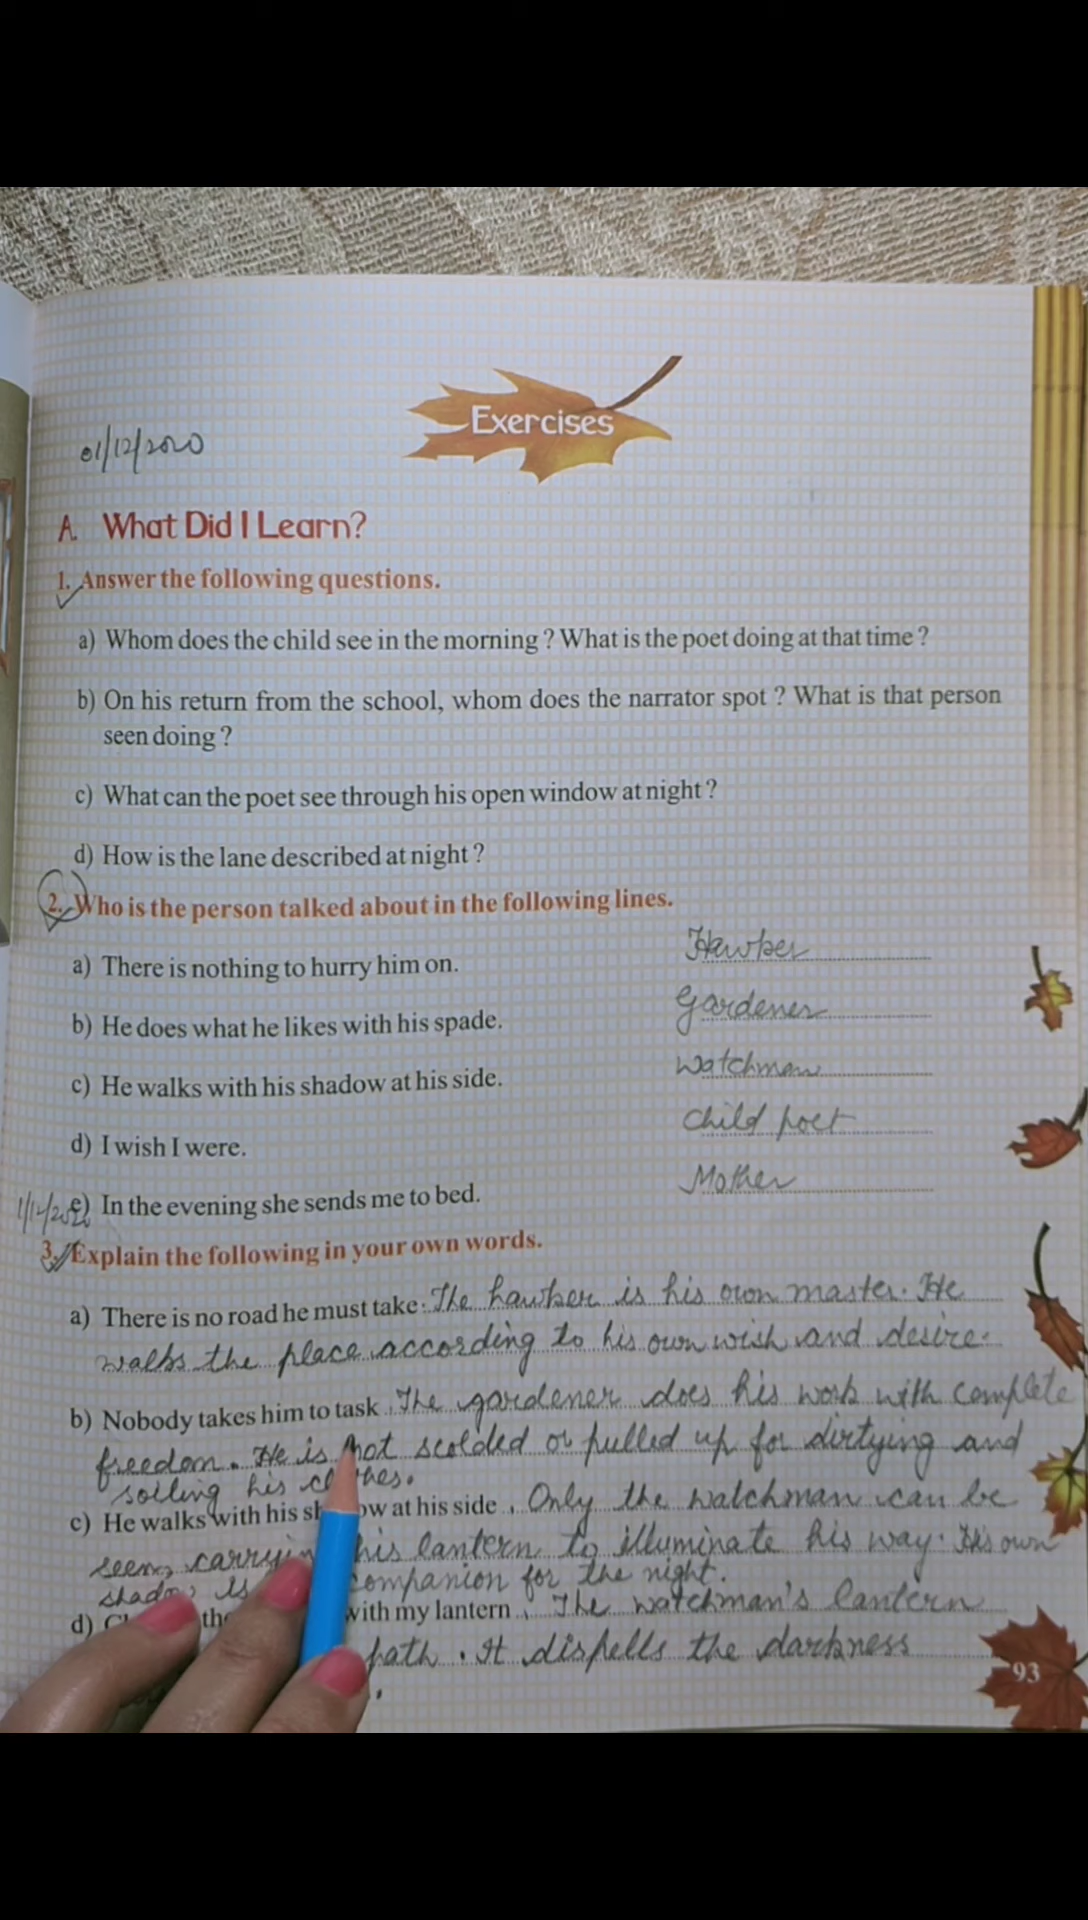 Exercises
01/12/2020
A. What Did I Learn?
1. Answer the following questions.
a) Whom does the child see in the morning ? What is the poet doing at that time ?
b) On his return from the school, whom does the narrator spot ? What is that person
seen doing ?
c) What can the poet see through his open window at night ?
d) How is the lane described at night ?
2. Who is the person talked about in the following lines.
a) There is nothing to hurry him on. Hawker
b) He does what he likes with his spade. Gardener
c) He walks with his shadow at his side. Watchman
d) I wish I were. Child poet
1/12/2020 e) In the evening she sends me to bed. Mother
3. Explain the following in your own words.
a) There is no road he must take. The hawker is his own master. He
walks the place according to his own wish and desire.
b) Nobody takes him to task. The gardener does his work with complete
freedom. He is not scolded or pulled up for dirtying and
soiling his clothes.
c) He walks with his shadow at his side. Only the watchman can be
seen, carrying his lantern to illuminate his way. His own
shadow is companion for the night.
d) the with my lantern. The watchman's lantern
path. It dispells the darkness
93